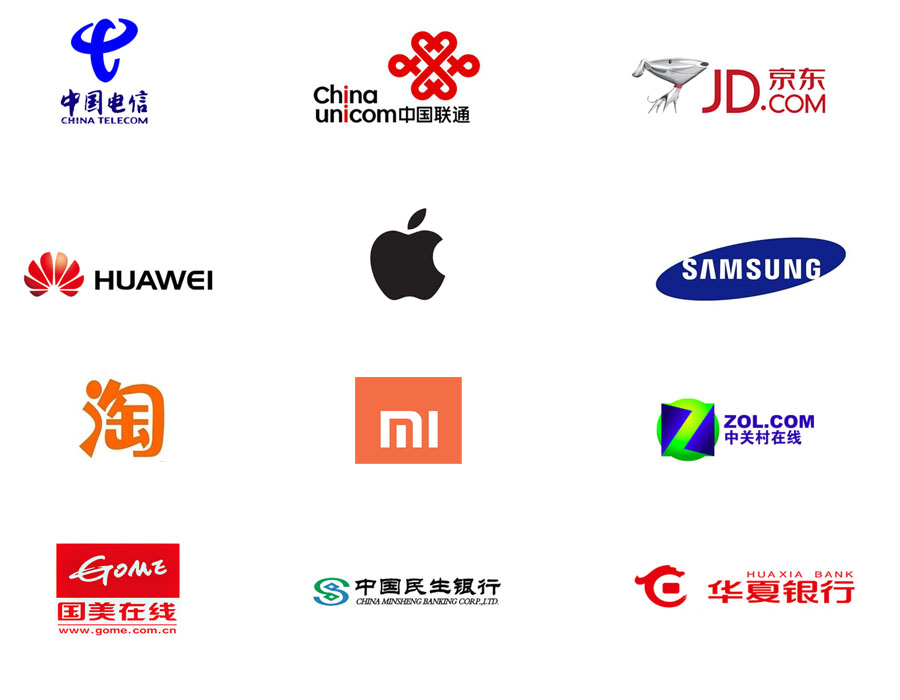 中国电信
CHINA TELECOM
China
unicom中国联通
JD.COM 京东
HUAWEI
SAMSUNG
淘
mi
ZOL.COM
中关村在线
GOME
国美在线
www.gome.com.cn
中国民生银行
CHINA MINSHENG BANKING CORP.,LTD.
HUAXIA BANK
华夏银行